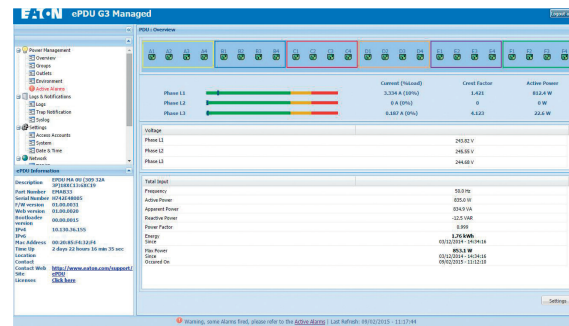 EATON ePDU G3 Managed
Logout
PDU : Overview
Power Management
Overview
Groups
Outlets
Environment
Active Alarms
Logs & Notifications
Logs
Trap Notification
Syslog
Settings
Access Accounts
System
Date & Time
Network
A1 A2 A3 A4 B1 B2 B3 B4 C1 C2 C3 C4 D1 D2 D3 D4 E1 E2 E3 E4 F1 F2 F3 F4
Current (%Load) Crest Factor Active Power
Phase L1 3.334 A (10%) 1.421 812.4 W
Phase L2 0 A (0%) 0 0 W
Phase L3 0.187 A (0%) 4.123 22.6 W
Voltage
Phase L1 243.82 V
Phase L2 246.55 V
Phase L3 244.68 V
Total Input
Frequency 50.0 Hz
Active Power 835.0 W
Apparent Power 834.9 VA
Reactive Power -12.5 VAR
Power Factor 0.999
Energy 1.76 kWh
Since 03/12/2014 - 14:34:16
Max Power 853.1 W
Since 03/12/2014 - 14:34:16
Occured On 09/02/2015 - 11:12:10
Settings
ePDU Information
Description EPDU MA 0U (309 32A
3P)18XC13:6XC19
Part Number EMAB33
Serial Number H742E48005
F/W version 01.00.0031
Web version 01.00.0020
Bootloader
version 00.00.0015
IPv4 10.130.36.155
IPv6
Mac Address 00:20:85:F4:32:F4
Time Up 2 days 22 hours 16 min 35 sec
Location
Contact
Contact Web http://www.eaton.com/support/
Site ePDU
Licenses Click here
Warning, some Alarms fired, please refer to the Active Alarms | Last Refresh: 09/02/2015 - 11:17:44